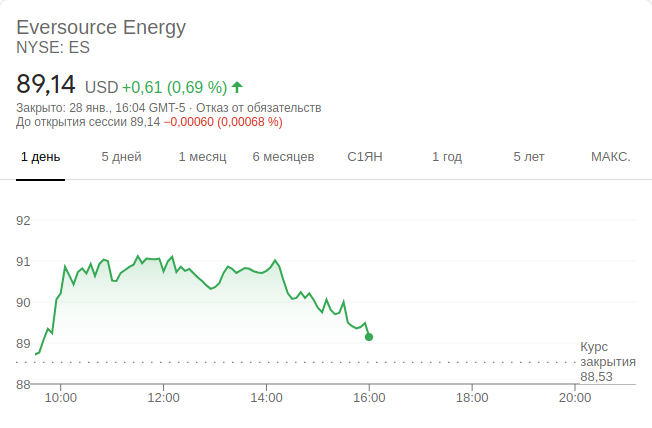 Eversource Energy
NYSE: ES
89,14 USD +0,61 (0,69 %)
Закрыто: 28 янв., 16:04 GMT-5 · Отказ от обязательств
До открытия сессии 89,14 −0,00060 (0,00068 %)
1 день 5 дней 1 месяц 6 месяцев С1ЯН 1 год 5 лет МАКС.
92
91
90
89
Курс
закрытия
88,53
88
10:00 12:00 14:00 16:00 18:00 20:00